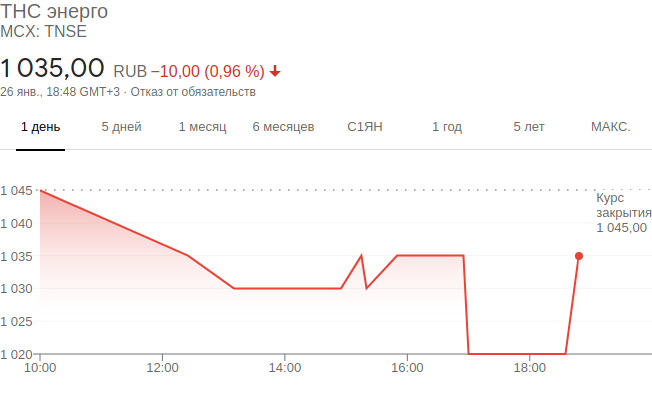 ТНС энерго
MCX: TNSE
1 035,00 RUB −10,00 (0,96 %)
26 янв., 18:48 GMT+3 · Отказ от обязательств
1 день 5 дней 1 месяц 6 месяцев С1ЯН 1 год 5 лет МАКС.
1 045
Курс
закрытия
1 045,00
1 040
1 035
1 030
1 025
1 020
10:00 12:00 14:00 16:00 18:00